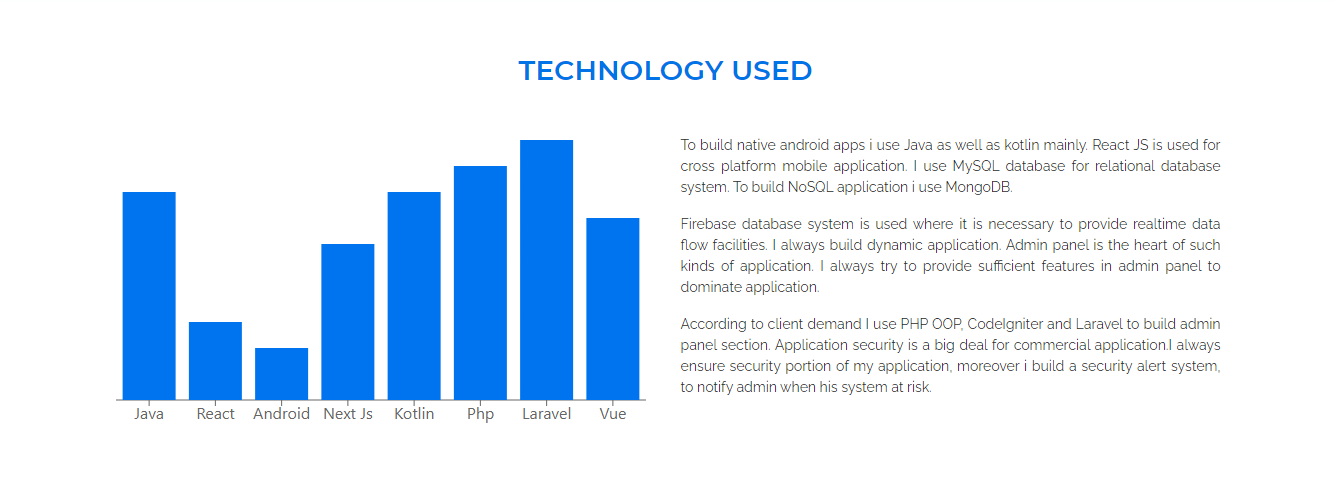 TECHNOLOGY USED
Java React Android Next Js Kotlin Php Laravel Vue
To build native android apps i use Java as well as kotlin mainly. React JS is used for
cross platform mobile application. I use MySQL database for relational database
system. To build NoSQL application i use MongoDB.
Firebase database system is used where it is necessary to provide realtime data
flow facilities. I always build dynamic application. Admin panel is the heart of such
kinds of application. I always try to provide sufficient features in admin panel to
dominate application.
According to client demand I use PHP OOP, CodeIgniter and Laravel to build admin
panel section. Application security is a big deal for commercial application.I always
ensure security portion of my application, moreover i build a security alert system,
to notify admin when his system at risk.